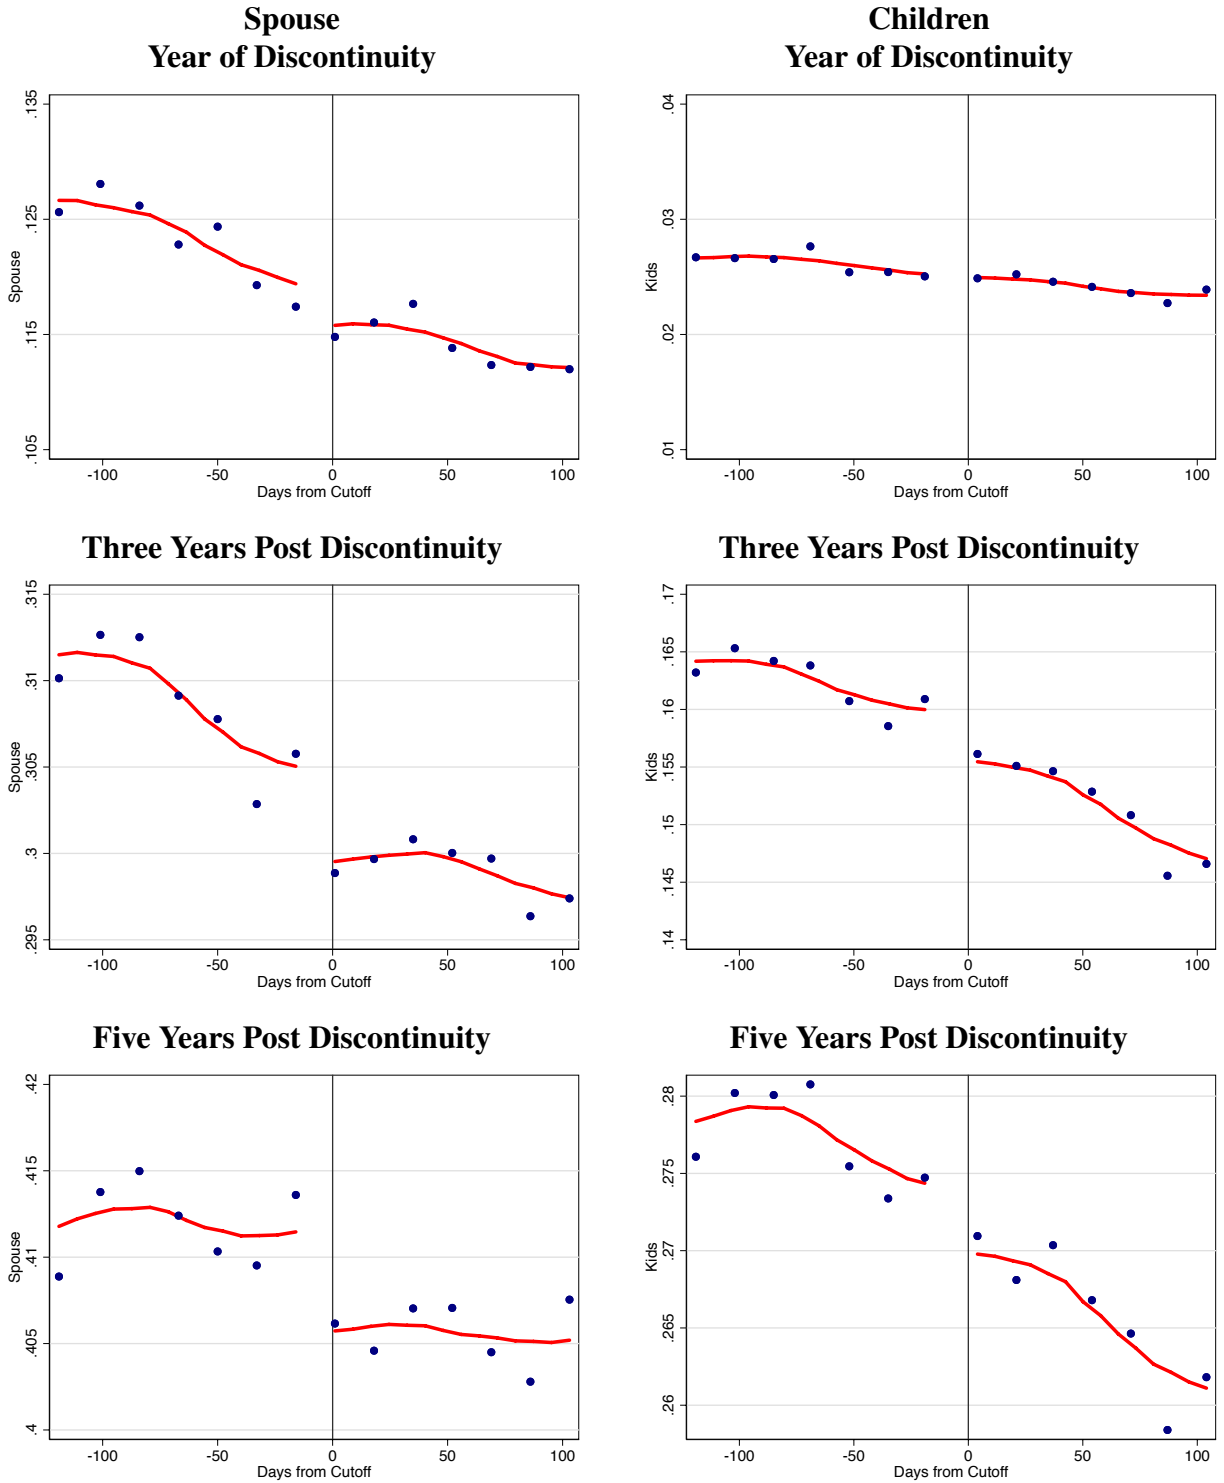 Spouse
Year of Discontinuity
.135
.125
.115
.105
Spouse
-100 -50 0 50 100
Days from Cutoff
Children
Year of Discontinuity
.04
.03
.02
.01
Kids
-100 -50 0 50 100
Days from Cutoff
Three Years Post Discontinuity
.315
.31
.305
.3
.295
Spouse
-100 -50 0 50 100
Days from Cutoff
Three Years Post Discontinuity
.17
.165
.16
.155
.15
.145
.14
Kids
-100 -50 0 50 100
Days from Cutoff
Five Years Post Discontinuity
.42
.415
.41
.405
.4
Spouse
-100 -50 0 50 100
Days from Cutoff
Five Years Post Discontinuity
.28
.275
.27
.265
.26
Kids
-100 -50 0 50 100
Days from Cutoff